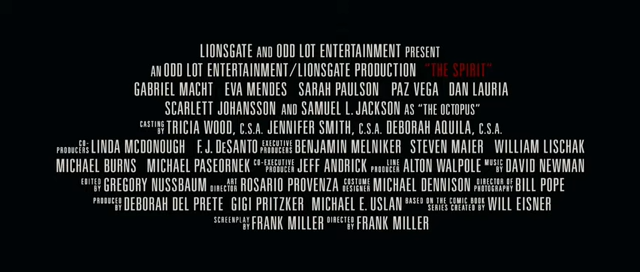 LIONSGATE AND ODD LOT ENTERTAINMENT PRESENT
AN ODD LOT ENTERTAINMENT/LIONSGATE PRODUCTION "THE SPIRIT"
GABRIEL MACHT EVA MENDES SARAH PAULSON PAZ VEGA DAN LAURIA
SCARLETT JOHANSSON AND SAMUEL L. JACKSON AS "THE OCTOPUS"
CASTING BY TRICIA WOOD, C.S.A. JENNIFER SMITH, C.S.A. DEBORAH AQUILA, C.S.A.
CO-PRODUCERS LINDA MCDONOUGH F.J. DESANTO EXECUTIVE PRODUCERS BENJAMIN MELNIKER STEVEN MAIER WILLIAM LISCHAK
MICHAEL BURNS MICHAEL PASEORNEK CO-EXECUTIVE PRODUCER JEFF ANDRICK LINE PRODUCER ALTON WALPOLE MUSIC BY DAVID NEWMAN
EDITED BY GREGORY NUSSBAUM ART DIRECTOR ROSARIO PROVENZA COSTUME DESIGNER MICHAEL DENNISON DIRECTOR OF PHOTOGRAPHY BILL POPE
PRODUCED BY DEBORAH DEL PRETE GIGI PRITZKER MICHAEL E. USLAN BASED ON THE COMIC BOOK SERIES CREATED BY WILL EISNER
SCREENPLAY BY FRANK MILLER DIRECTED BY FRANK MILLER